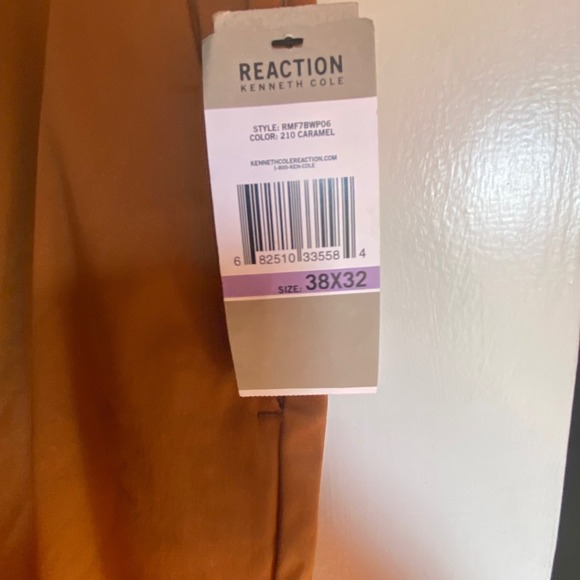 REACTION
KENNETH COLE
STYLE: RMF7BWP06
COLOR: 210 CARAMEL
KENNETHCOLEREACTION.COM
1-800-KEN-COLE
6 82510 33558 4
SIZE: 38X32